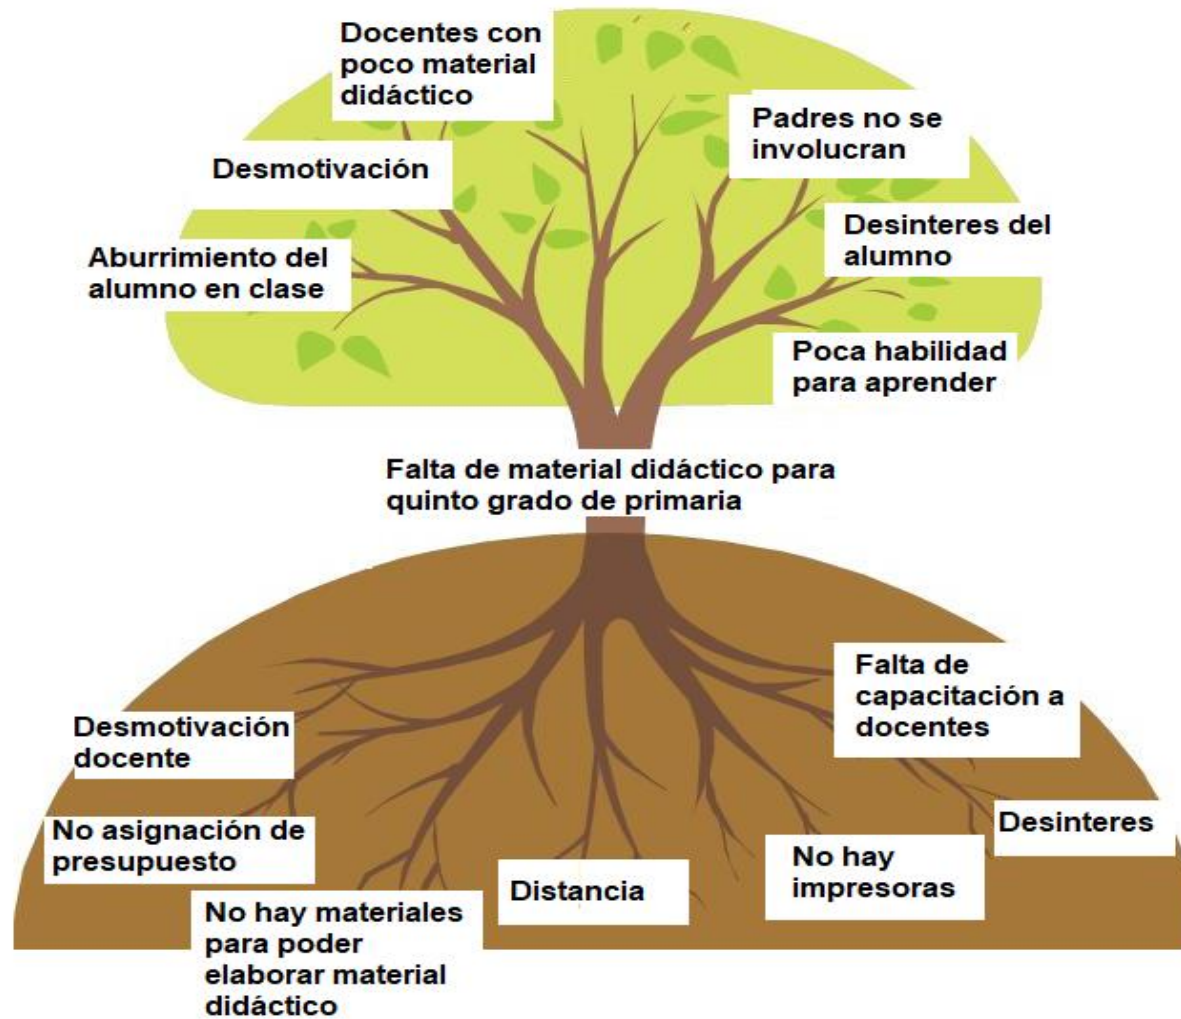 Docentes con
poco material
didáctico
Padres no se
involucran
Desmotivación
Desinteres del
alumno
Aburrimiento del
alumno en clase
Poca habilidad
para aprender
Falta de material didáctico para
quinto grado de primaria
Falta de
capacitación a
docentes
Desmotivación
docente
Desinteres
No asignación de
presupuesto
No hay
impresoras
Distancia
No hay materiales
para poder
elaborar material
didáctico